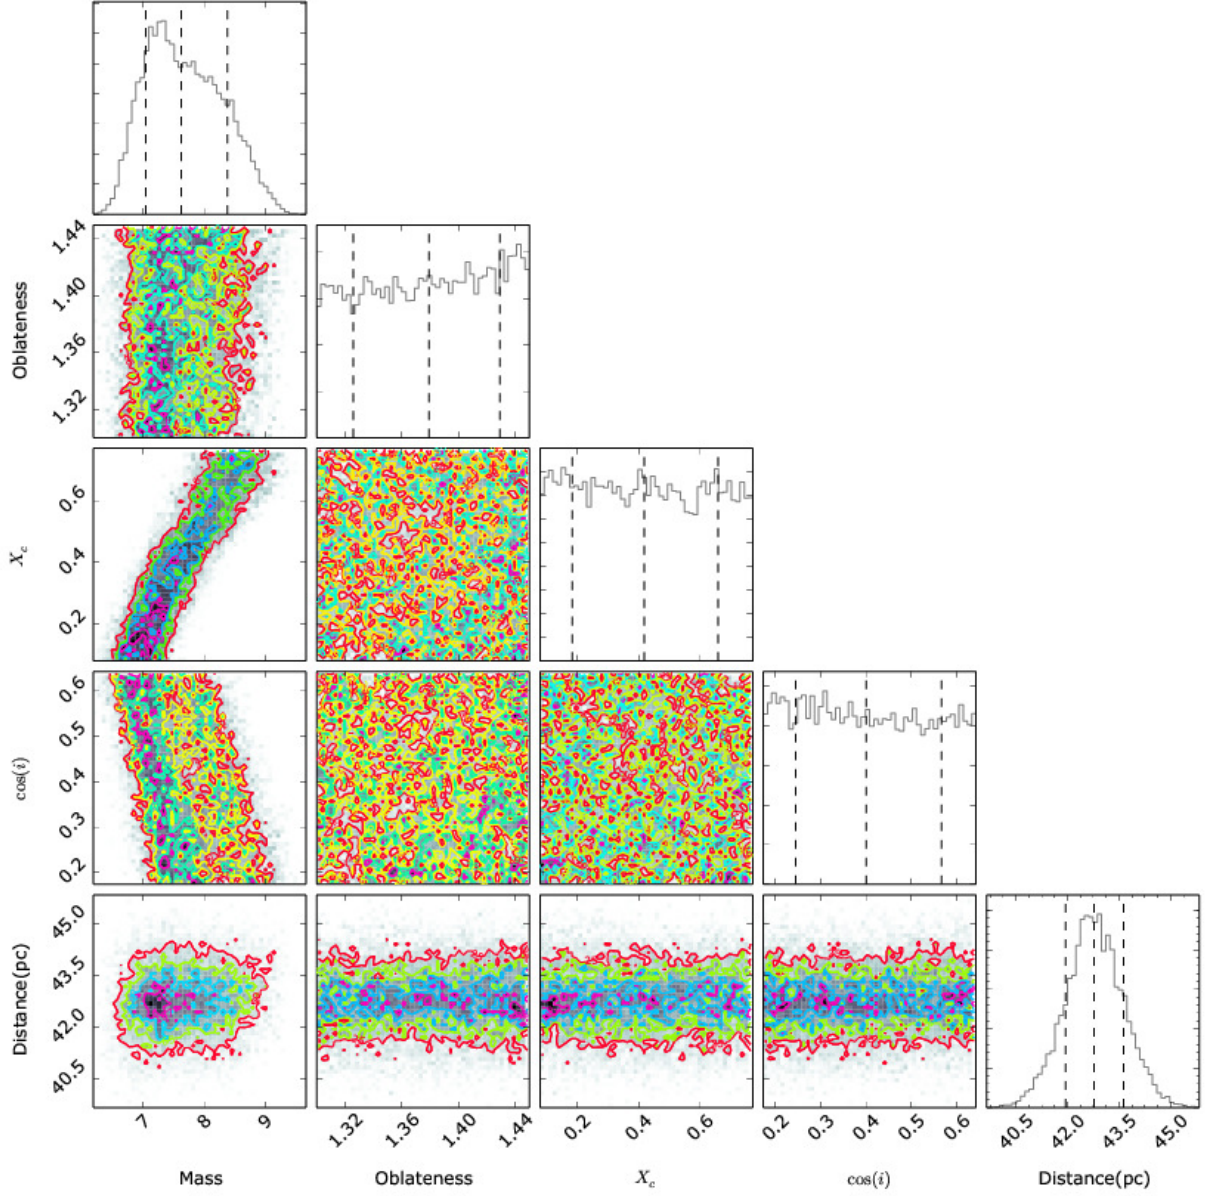 1.44
1.40
1.36
1.32
Oblateness
0.6
0.4
0.2
X_c
0.6
0.5
0.4
0.3
0.2
cos(i)
45.0
43.5
42.0
40.5
Distance(pc)
7 8 9
1.32 1.36 1.40 1.44
0.2 0.4 0.6
0.2 0.3 0.4 0.5 0.6
40.5 42.0 43.5 45.0
Mass Oblateness X_c cos(i) Distance(pc)